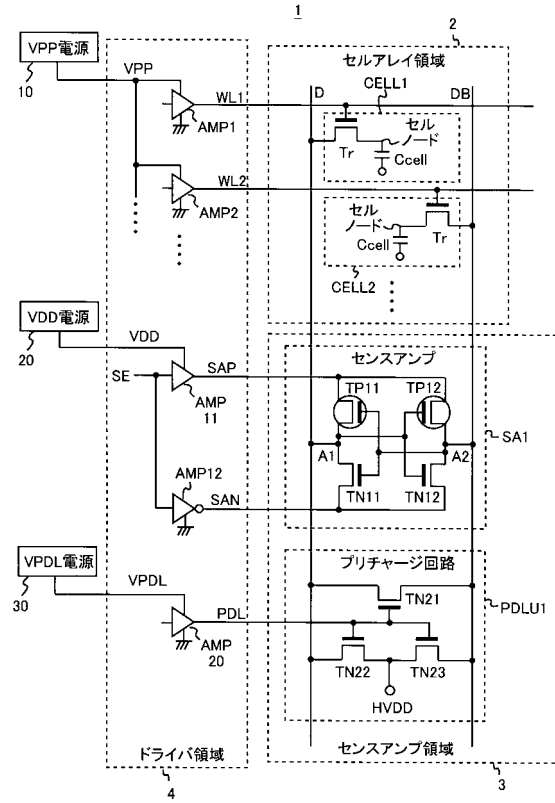 1
VPP電源
10
VPP
WL1
AMP1
WL2
AMP2
2
セルアレイ領域
CELL1
D
DB
セル
ノード
Tr
Ccell
セル
ノード
Ccell
Tr
CELL2
VDD電源
20
VDD
SE
SAP
AMP
11
AMP12
SAN
センスアンプ
TP11
TP12
A1
A2
TN11
TN12
SA1
VPDL電源
30
VPDL
PDL
AMP
20
プリチャージ回路
TN21
TN22
TN23
HVDD
PDLU1
ドライバ領域
4
センスアンプ領域
3